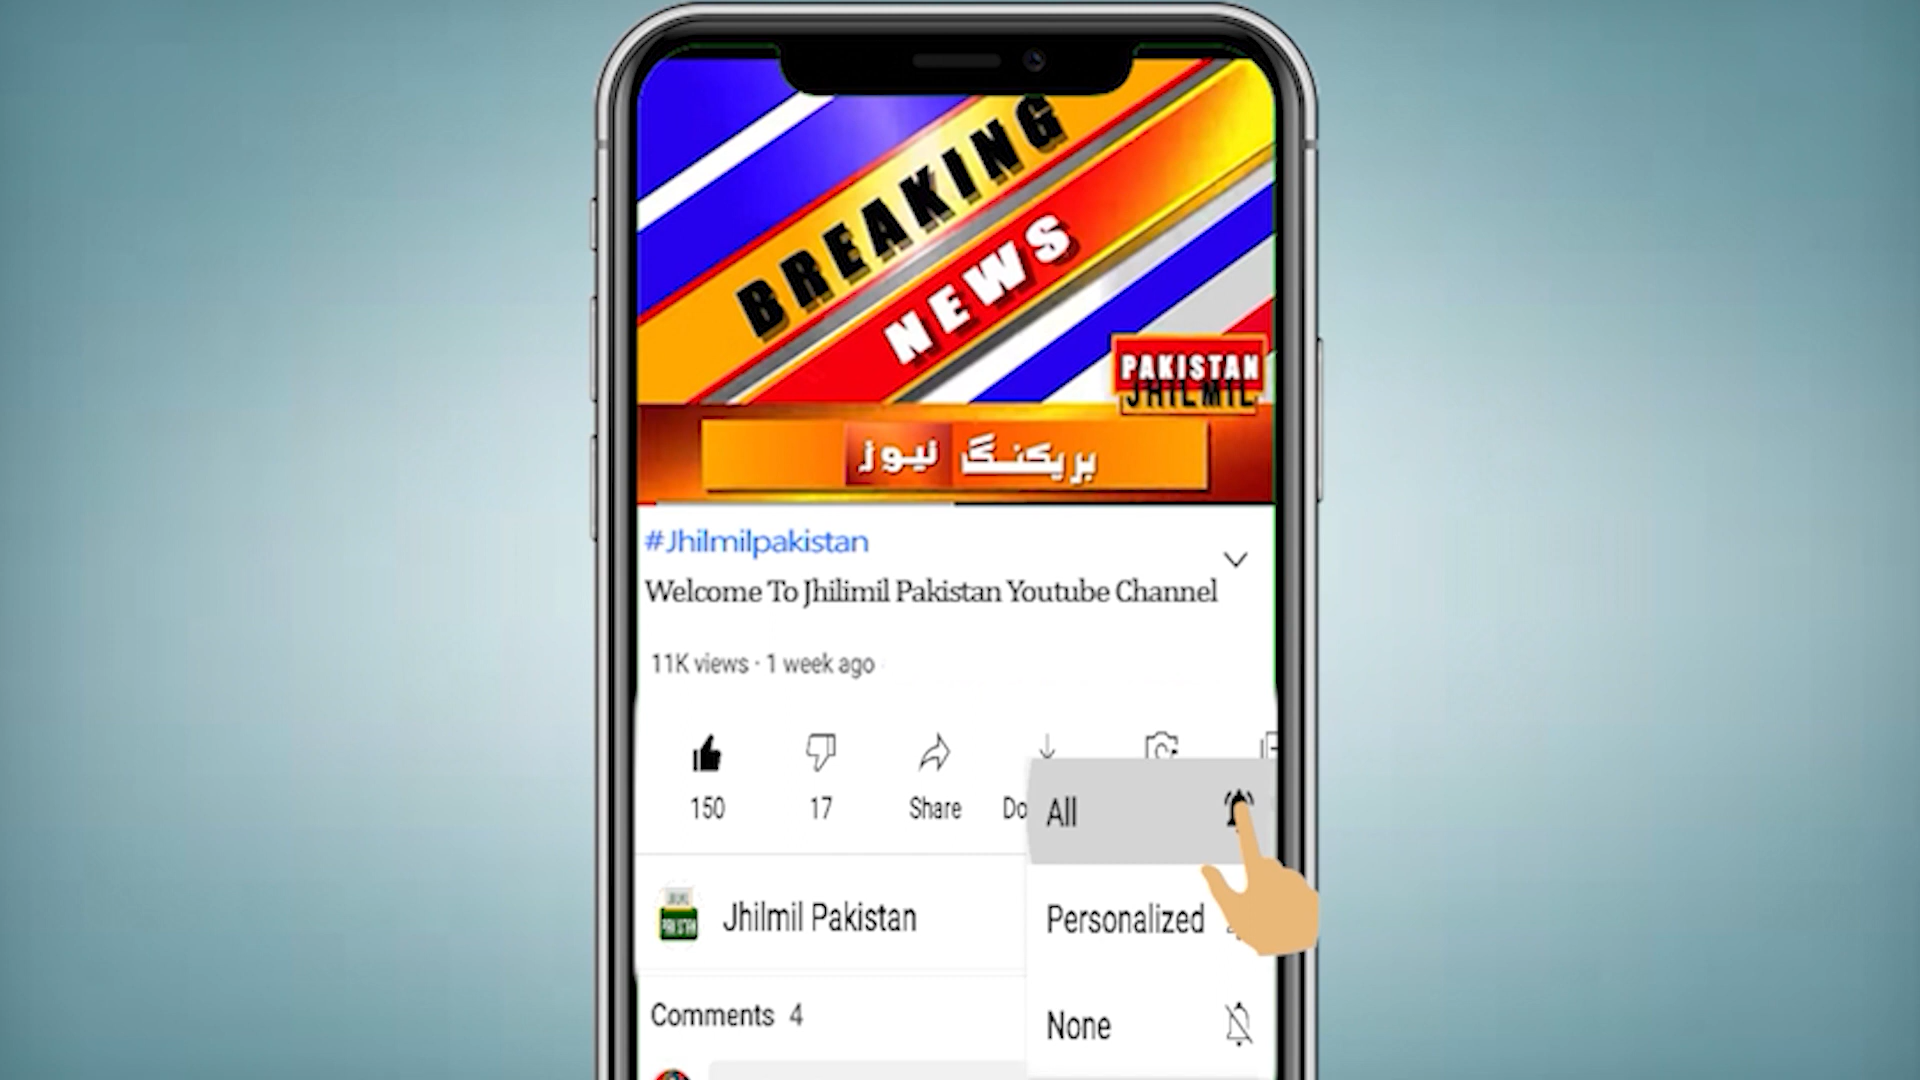 BREAKING
NEWS
PAKISTAN
JHILMIL
بریکنگ نیوز
#Jhilmilpakistan
Welcome To Jhilimil Pakistan Youtube Channel
11K views · 1 week ago
150
17
Share
Do
All
Jhilmil Pakistan
Personalized
Comments 4
None